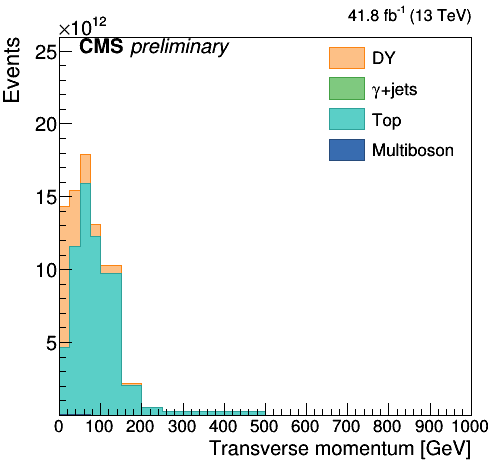 41.8 fb⁻¹ (13 TeV)
×10¹²
CMS preliminary
Events
25
20
15
10
5
DY
γ+jets
Top
Multiboson
0 100 200 300 400 500 600 700 800 900 1000
Transverse momentum [GeV]